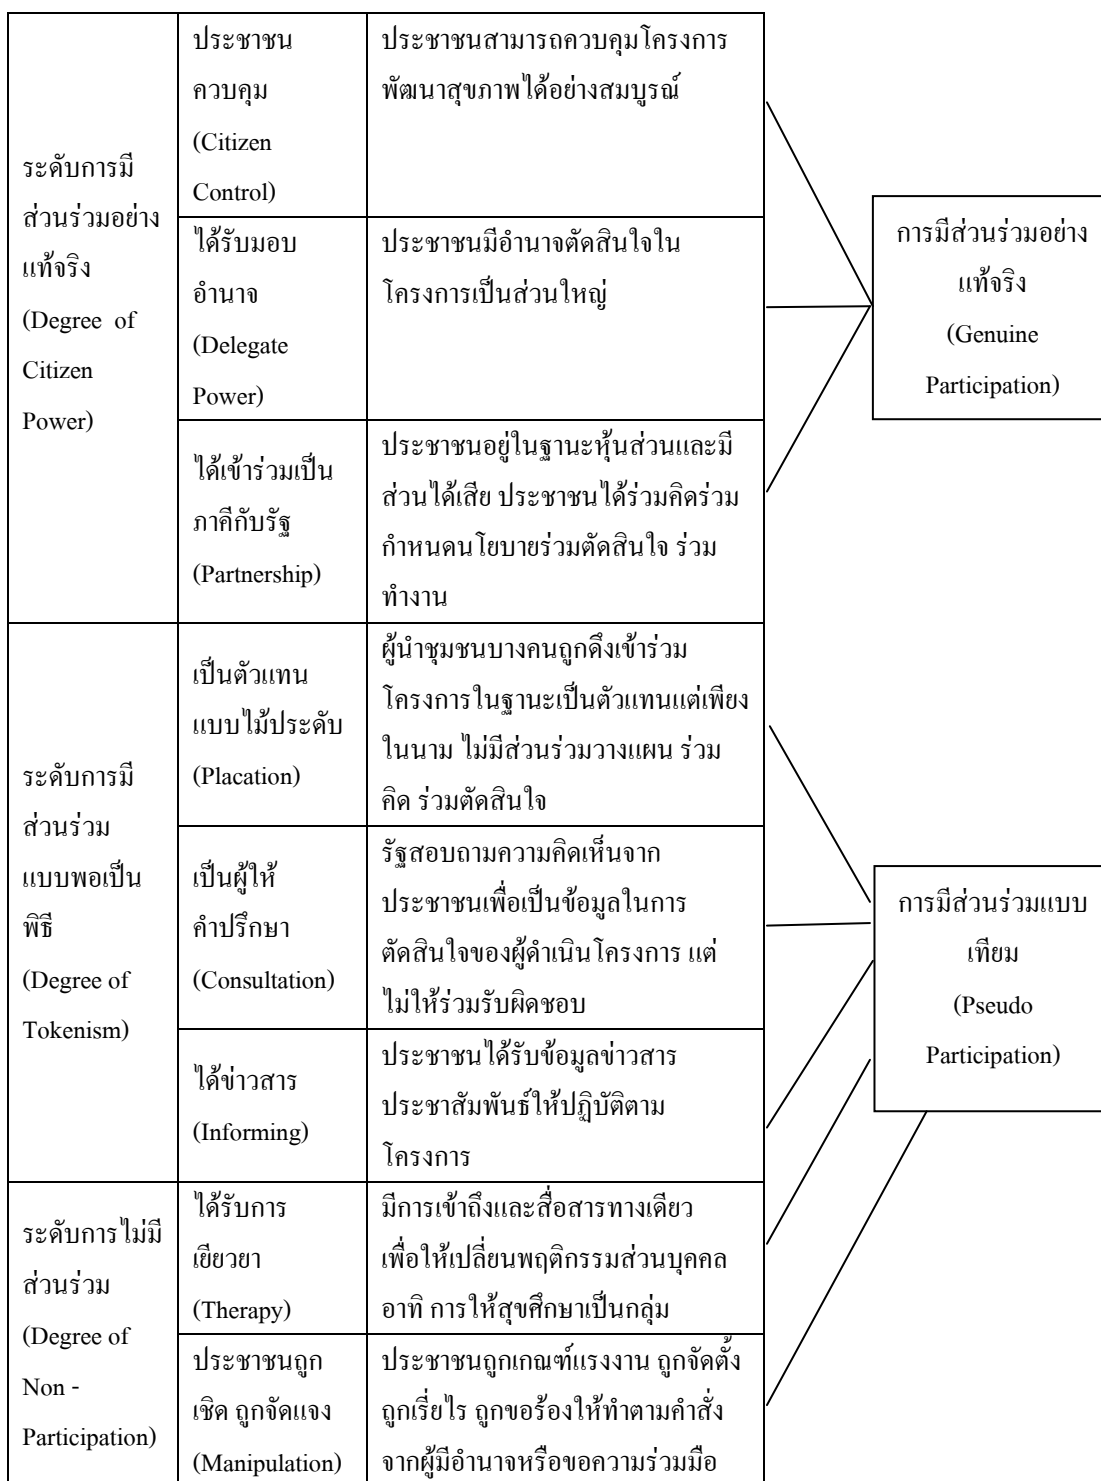 ระดับการมี
ส่วนร่วมอย่าง
แท้จริง
(Degree of
Citizen
Power)
ประชาชน
ควบคุม
(Citizen
Control)
ประชาชนสามารถควบคุมโครงการ
พัฒนาสุขภาพได้อย่างสมบูรณ์
ได้รับมอบ
อำนาจ
(Delegate
Power)
ประชาชนมีอำนาจตัดสินใจใน
โครงการเป็นส่วนใหญ่
ได้เข้าร่วมเป็น
ภาคีกับรัฐ
(Partnership)
ประชาชนอยู่ในฐานะหุ้นส่วนและมี
ส่วนได้เสีย ประชาชนได้ร่วมคิดร่วม
กำหนดนโยบายร่วมตัดสินใจ ร่วม
ทำงาน
การมีส่วนร่วมอย่าง
แท้จริง
(Genuine
Participation)
ระดับการมี
ส่วนร่วม
แบบพอเป็น
พิธี
(Degree of
Tokenism)
เป็นตัวแทน
แบบไม้ประดับ
(Placation)
ผู้นำชุมชนบางคนถูกดึงเข้าร่วม
โครงการในฐานะเป็นตัวแทนแต่เพียง
ในนาม ไม่มีส่วนร่วมวางแผน ร่วม
คิด ร่วมตัดสินใจ
เป็นผู้ให้
คำปรึกษา
(Consultation)
รัฐสอบถามความคิดเห็นจาก
ประชาชนเพื่อเป็นข้อมูลในการ
ตัดสินใจของผู้ดำเนินโครงการ แต่
ไม่ให้ร่วมรับผิดชอบ
ได้ข่าวสาร
(Informing)
ประชาชนได้รับข้อมูลข่าวสาร
ประชาสัมพันธ์ให้ปฏิบัติตาม
โครงการ
การมีส่วนร่วมแบบ
เทียม
(Pseudo
Participation)
ระดับการไม่มี
ส่วนร่วม
(Degree of
Non -
Participation)
ได้รับการ
เยียวยา
(Therapy)
มีการเข้าถึงและสื่อสารทางเดียว
เพื่อให้เปลี่ยนพฤติกรรมส่วนบุคคล
อาทิ การให้สุขศึกษาเป็นกลุ่ม
ประชาชนถูก
เชิด ถูกจัดแจง
(Manipulation)
ประชาชนถูกเกณฑ์แรงงาน ถูกจัดตั้ง
ถูกเรี่ยไร ถูกขอร้องให้ทำตามคำสั่ง
จากผู้มีอำนาจหรือขอความร่วมมือ